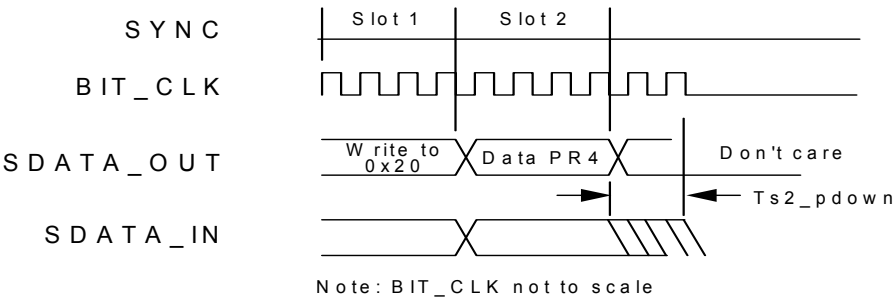 Slot 1 Slot 2
SYNC
BIT_CLK
SDATA_OUT
Write to
0x20
Data PR4
Don't care
Ts2_pdown
SDATA_IN
Note: BIT_CLK not to scale